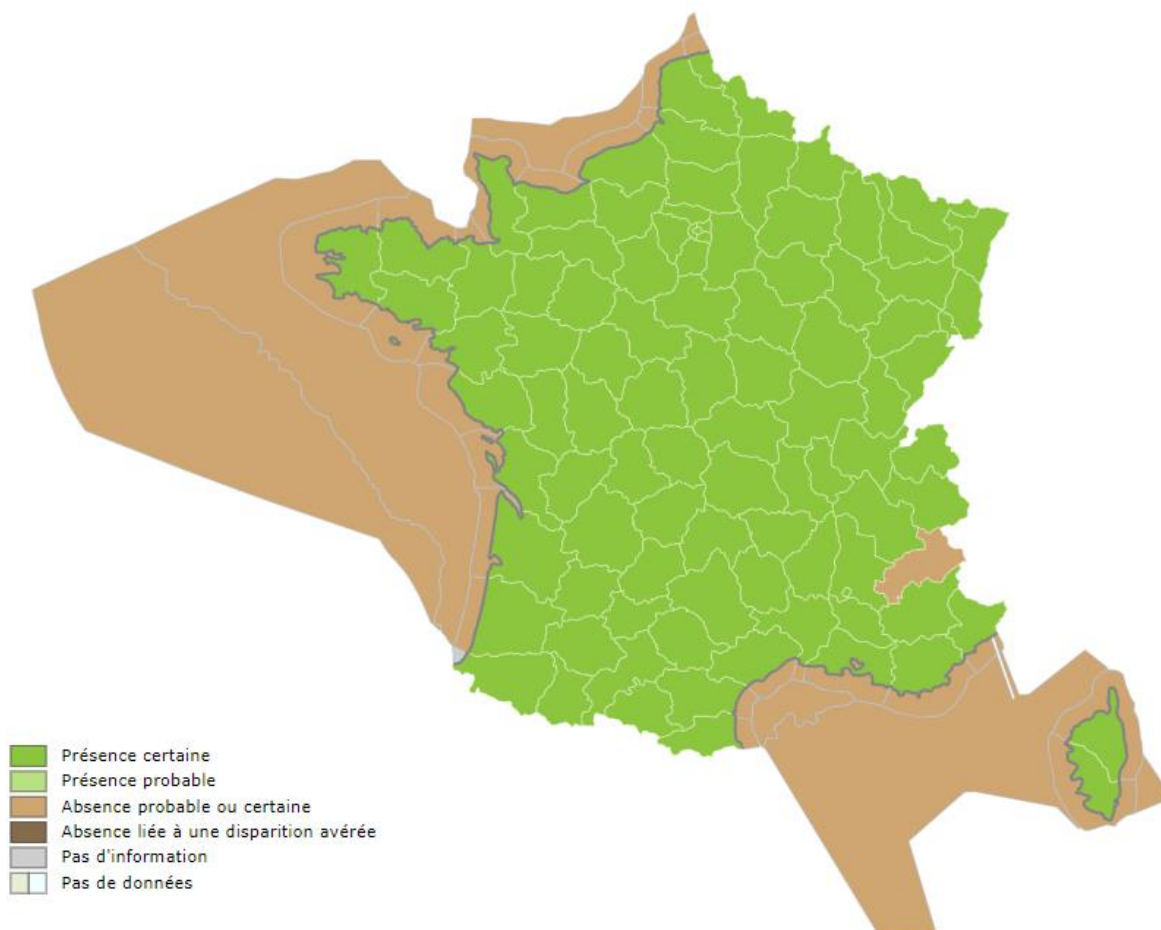 Présence certaine
Présence probable
Absence probable ou certaine
Absence liée à une disparition avérée
Pas d'information
Pas de données